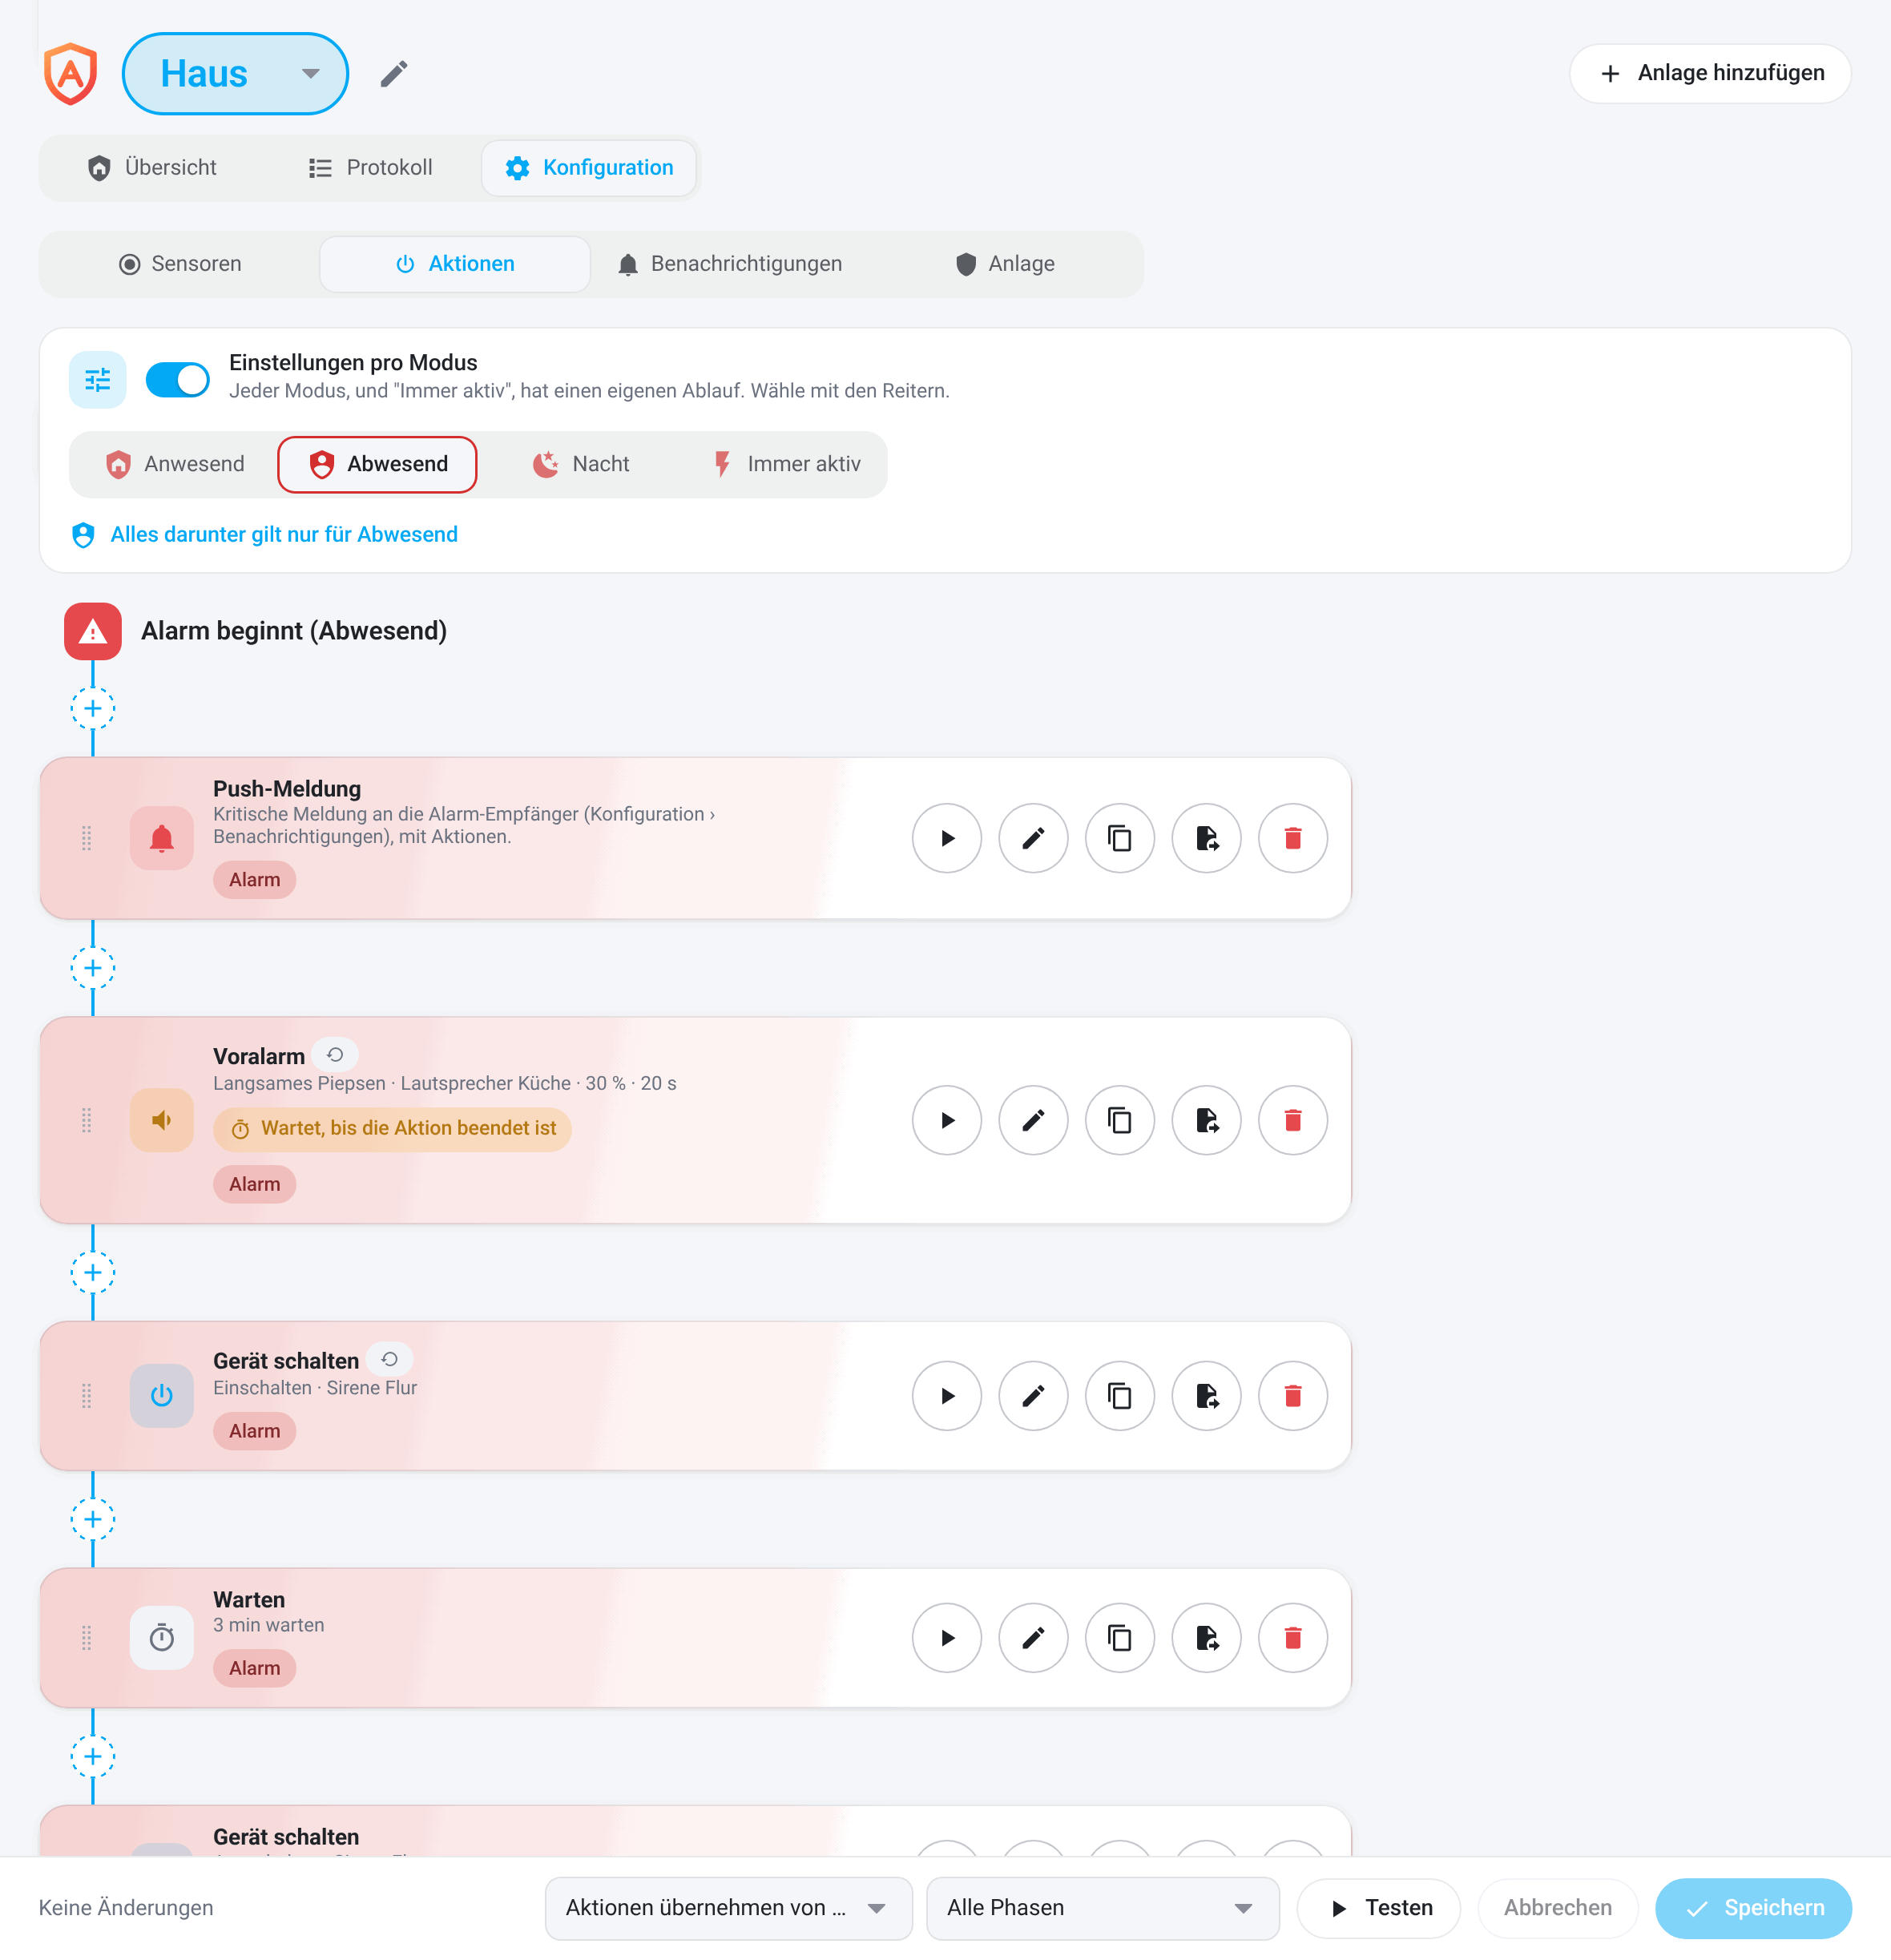 Haus
Anlage hinzufügen
Übersicht
Protokoll
Konfiguration
Sensoren
Aktionen
Benachrichtigungen
Anlage
Einstellungen pro Modus
Jeder Modus, und "Immer aktiv", hat einen eigenen Ablauf. Wähle mit den Reitern.
Anwesend
Abwesend
Nacht
Immer aktiv
Alles darunter gilt nur für Abwesend
Alarm beginnt (Abwesend)
Push-Meldung
Kritische Meldung an die Alarm-Empfänger (Konfiguration ›
Benachrichtigungen), mit Aktionen.
Alarm
Voralarm
Langsames Piepsen · Lautsprecher Küche · 30 % · 20 s
Wartet, bis die Aktion beendet ist
Alarm
Gerät schalten
Einschalten · Sirene Flur
Alarm
Warten
3 min warten
Alarm
Gerät schalten
Keine Änderungen
Aktionen übernehmen von ...
Alle Phasen
Testen
Abbrechen
Speichern